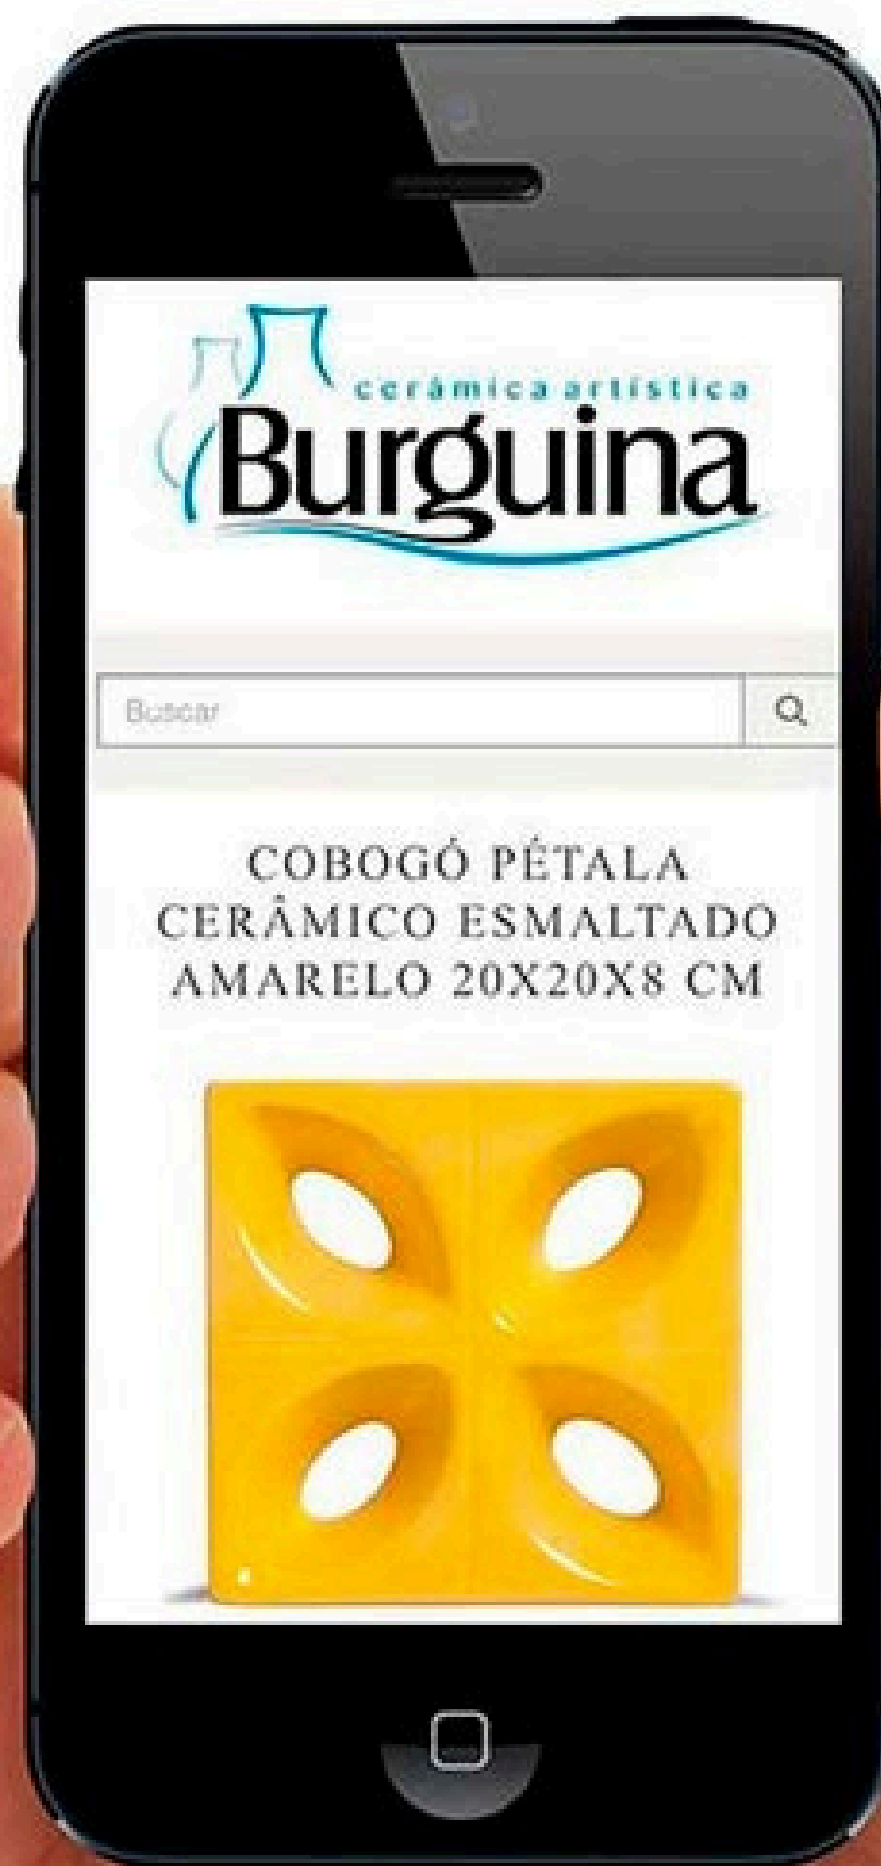 cerâmica artística
Burguina
Buscar
COBOGÓ PÉTALA
CERÂMICO ESMALTADO
AMARELO 20X20X8 CM